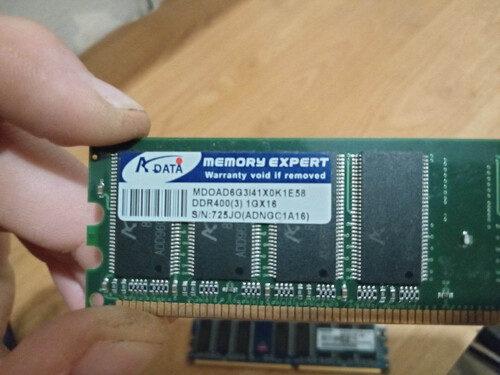 A DATA
MEMORY EXPERT
Warranty void if removed
MDOAD6G3I41X0K1E58
DDR400(3) 1GX16
S/N:725JO(ADNGC1A16)